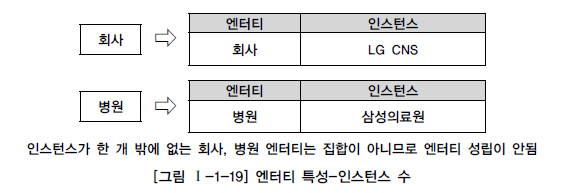 엔터티 인스턴스
회사 회사 LG CNS
엔터티 인스턴스
병원 병원 삼성의료원
인스턴스가 한 개 밖에 없는 회사, 병원 엔터티는 집합이 아니므로 엔터티 성립이 안됨
[그림 Ⅰ-1-19] 엔터티 특성-인스턴스 수